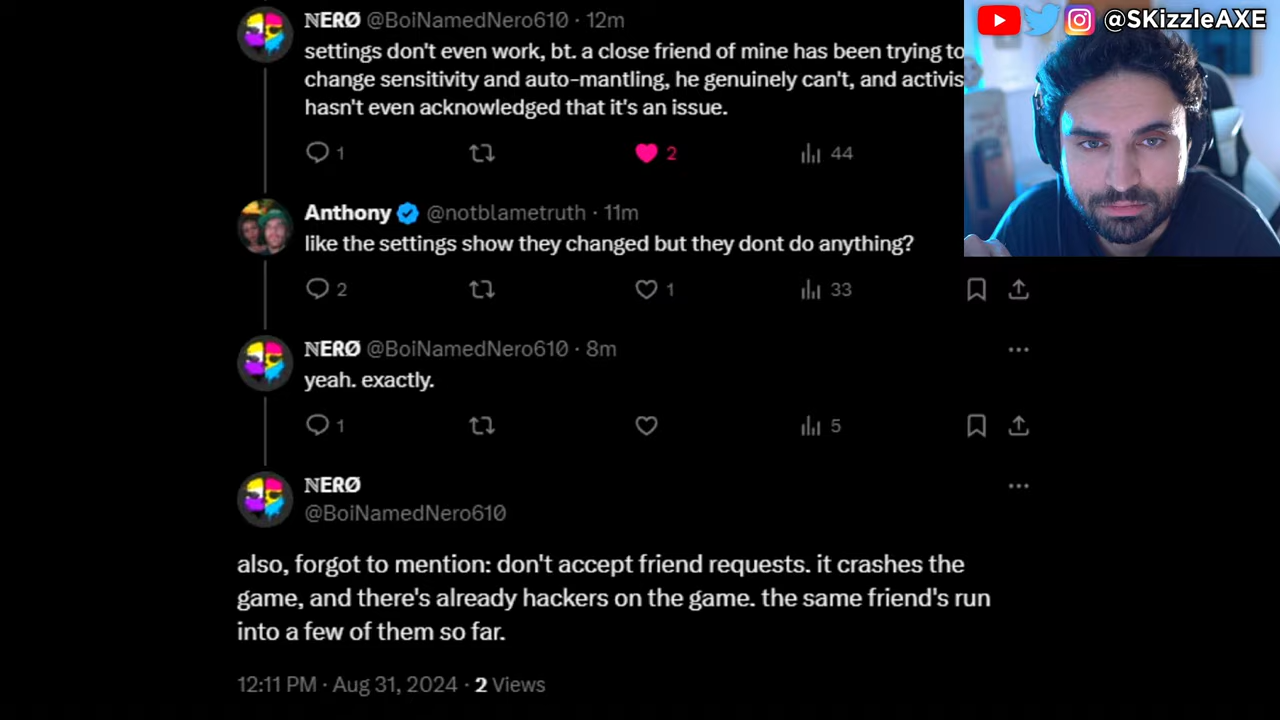 ℕERØ @BoiNamedNero610 · 12m
@SKizzleAXE
settings don't even work, bt. a close friend of mine has been trying to
change sensitivity and auto-mantling, he genuinely can't, and activis
hasn't even acknowledged that it's an issue.
1 2 44
Anthony @notblametruth · 11m
like the settings show they changed but they dont do anything?
2 1 33
ℕERØ @BoiNamedNero610 · 8m
yeah. exactly.
1 5
ℕERØ
@BoiNamedNero610
also, forgot to mention: don't accept friend requests. it crashes the
game, and there's already hackers on the game. the same friend's run
into a few of them so far.
12:11 PM · Aug 31, 2024 · 2 Views